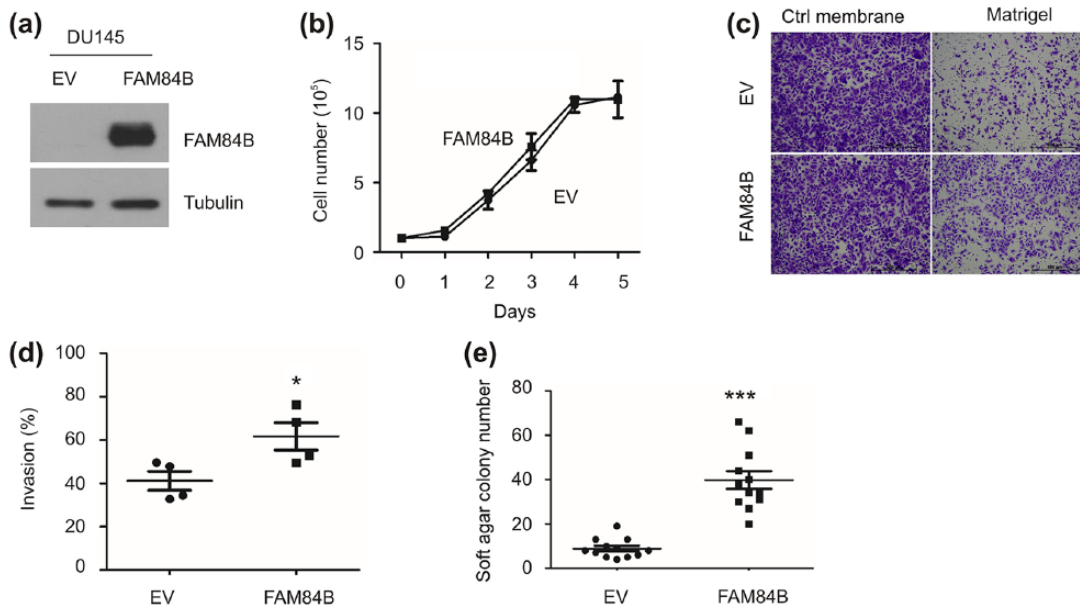 (a)
DU145
EV FAM84B
FAM84B
Tubulin
(b)
Cell number (10⁵)
15
10
5
0
FAM84B
EV
0 1 2 3 4 5
Days
(c)
Ctrl membrane Matrigel
EV
FAM84B
(d)
Invasion (%)
100
80
60
40
20
0
*
EV FAM84B
(e)
Soft agar colony number
80
60
40
20
0
***
EV FAM84B